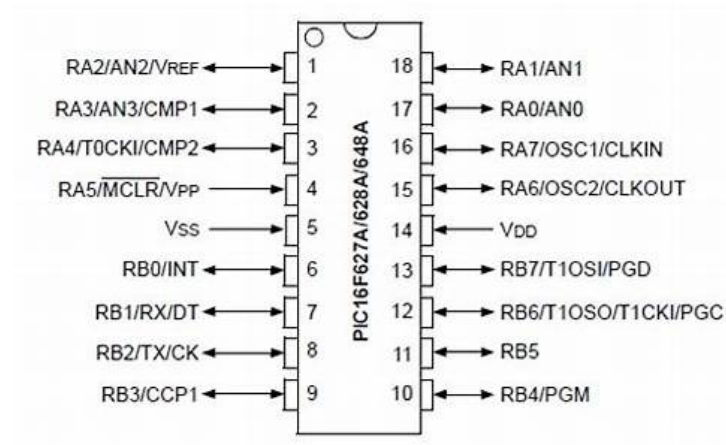 RA2/AN2/VREF 1 18 RA1/AN1
RA3/AN3/CMP1 2 17 RA0/AN0
RA4/T0CKI/CMP2 3 16 RA7/OSC1/CLKIN
RA5/MCLR/VPP 4 15 RA6/OSC2/CLKOUT
VSS 5 14 VDD
RB0/INT 6 13 RB7/T1OSI/PGD
RB1/RX/DT 7 12 RB6/T1OSO/T1CKI/PGC
RB2/TX/CK 8 11 RB5
RB3/CCP1 9 10 RB4/PGM
PIC16F627A/628A/648A